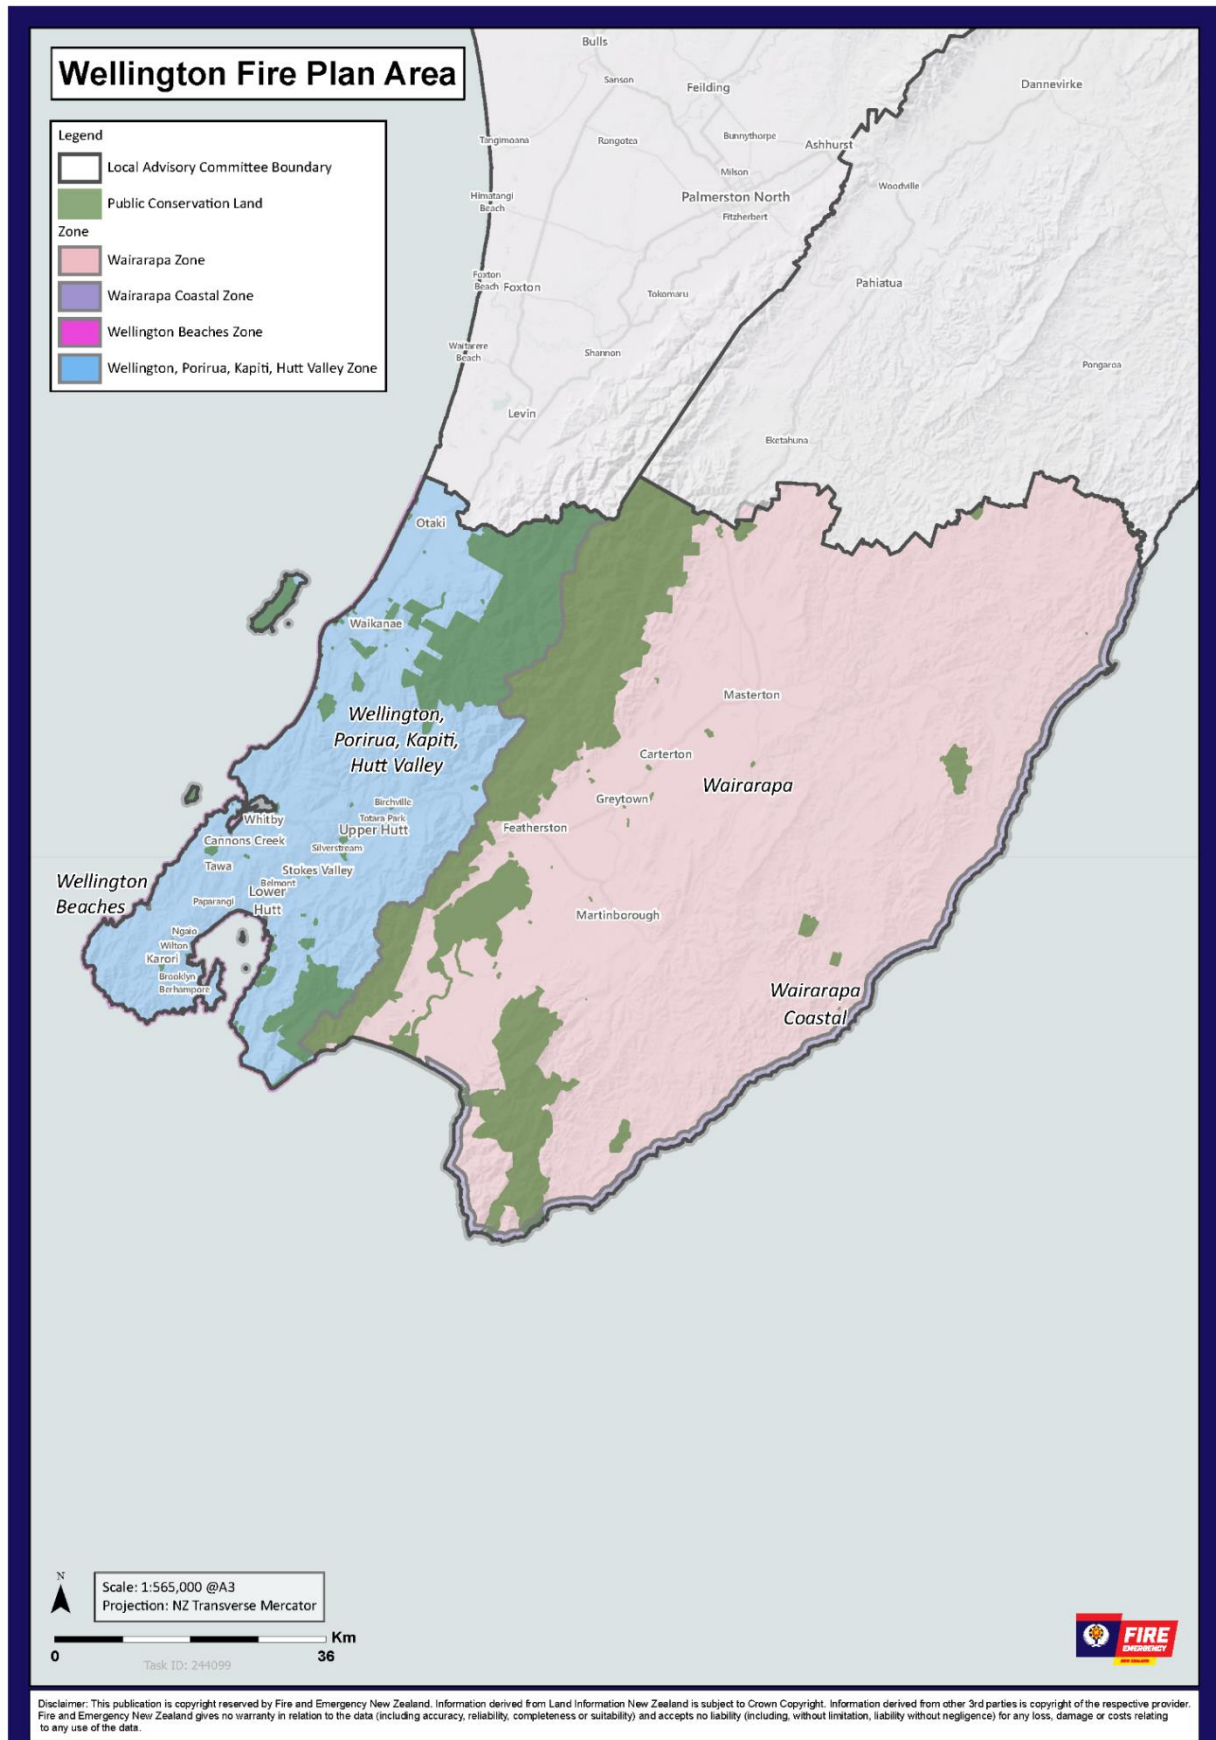 Wellington Fire Plan Area
Legend
Local Advisory Committee Boundary
Public Conservation Land
Zone
Wairarapa Zone
Wairarapa Coastal Zone
Wellington Beaches Zone
Wellington, Porirua, Kapiti, Hutt Valley Zone
Bulls
Sanson
Feilding
Dannevirke
Tangimoana
Rongotea
Bunnythorpe
Ashhurst
Milson
Woodville
Himatangi
Beach
Palmerston North
Fitzherbert
Foxton
Beach
Foxton
Tokomaru
Pahiatua
Waitarere
Beach
Shannon
Pongaroa
Levin
Eketahuna
Otaki
Waikanae
Masterton
Wellington,
Porirua, Kapiti,
Hutt Valley
Carterton
Wairarapa
Greytown
Birchville
Totara Park
Upper Hutt
Whitby
Featherston
Cannons Creek
Silverstream
Tawa
Stokes Valley
Wellington
Beaches
Belmont
Lower
Hutt
Paparangi
Martinborough
Ngaio
Wilton
Karori
Brooklyn
Berhampore
Wairarapa
Coastal
N
Scale: 1:565,000 @A3
Projection: NZ Transverse Mercator
Km
0
36
Task ID: 244099
FIRE
EMERGENCY
NEW ZEALAND
Disclaimer: This publication is copyright reserved by Fire and Emergency New Zealand. Information derived from Land Information New Zealand is subject to Crown Copyright. Information derived from other 3rd parties is copyright of the respective provider.
Fire and Emergency New Zealand gives no warranty in relation to the data (including accuracy, reliability, completeness or suitability) and accepts no liability (including, without limitation, liability without negligence) for any loss, damage or costs relating
to any use of the data.